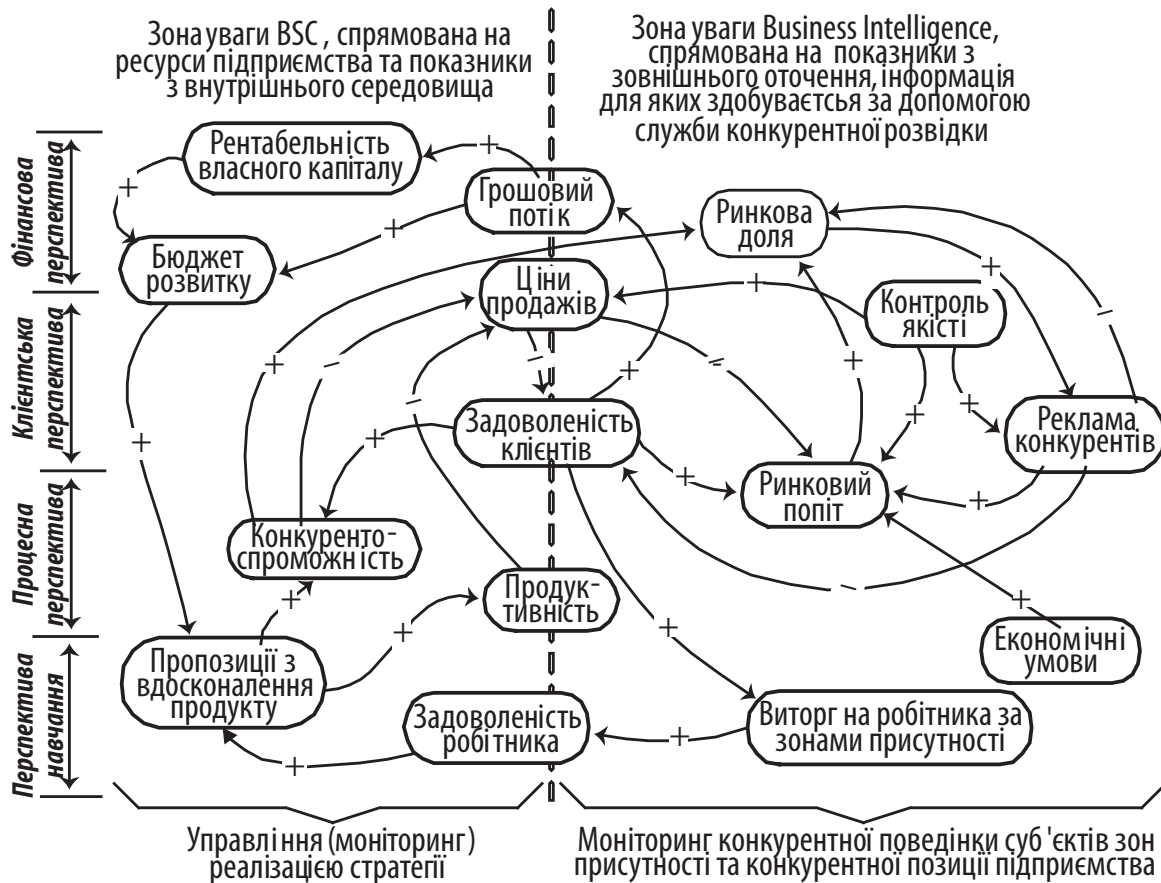 Зона уваги BSC, спрямована на
ресурси підприємства та показники
з внутрішнього середовища
Зона уваги Business Intelligence,
спрямована на показники з
зовнішнього оточення, інформація
для яких здобуваєтсья за допомогою
служби конкурентної розвідки
Фінансова
перспектива
Клієнтська
перспектива
Процесна
перспектива
Перспектива
навчання
Рентабельність
власного капіталу
Грошовий
потік
Ринкова
доля
Бюджет
розвитку
Ціни
продажів
Контроль
якісті
Задоволеність
клієнтів
Реклама
конкурентів
Ринковий
попіт
Конкуренто-
спроможність
Продук-
тивність
Економічні
умови
Пропозиції з
вдосконалення
продукту
Задоволеність
робітника
Виторг на робітника за
зонами присутності
Управління (моніторинг)
реалізацією стратегії
Моніторинг конкурентної поведінки суб'єктів зон
присутності та конкурентної позиції підприємства